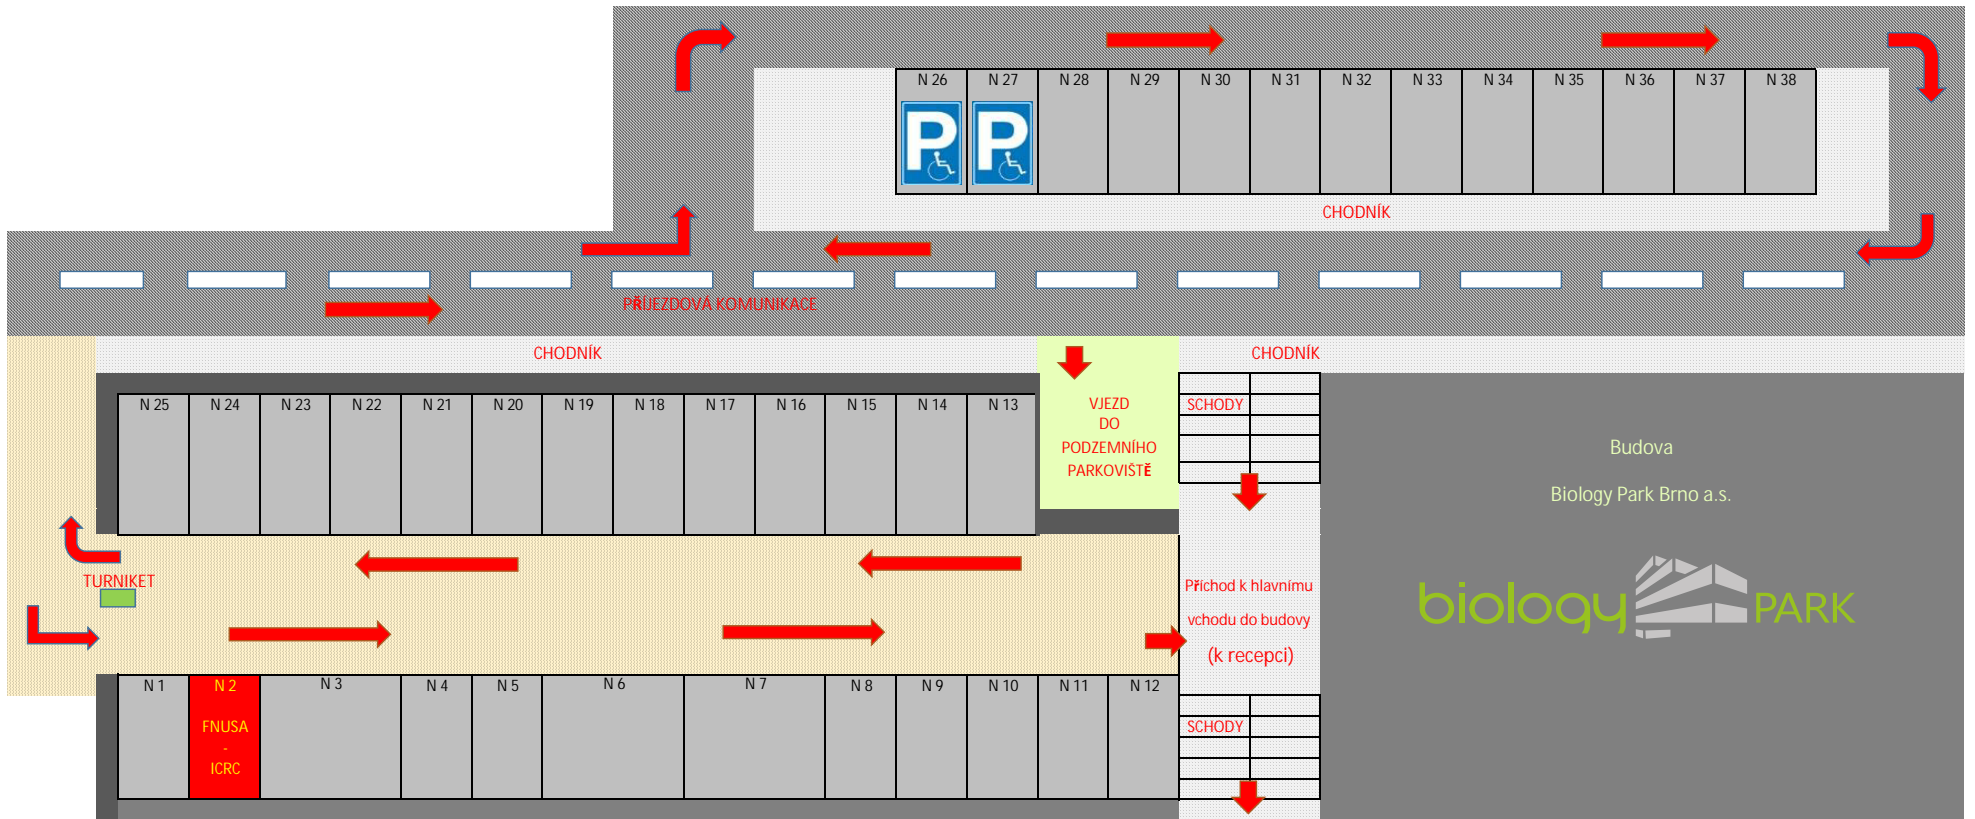 N 26 N 27 N 28 N 29 N 30 N 31 N 32 N 33 N 34 N 35 N 36 N 37 N 38
P P
CHODNÍK
PŘÍJEZDOVÁ KOMUNIKACE
CHODNÍK
CHODNÍK
N 25 N 24 N 23 N 22 N 21 N 20 N 19 N 18 N 17 N 16 N 15 N 14 N 13
VJEZD
DO
PODZEMNÍHO
PARKOVIŠTĚ
SCHODY
Budova
Biology Park Brno a.s.
biology PARK
TURNIKET
Příchod k hlavnímu
vchodu do budovy
(k recepci)
N 1 N 2 N 3 N 4 N 5 N 6 N 7 N 8 N 9 N 10 N 11 N 12
FNUSA
-
ICRC
SCHODY